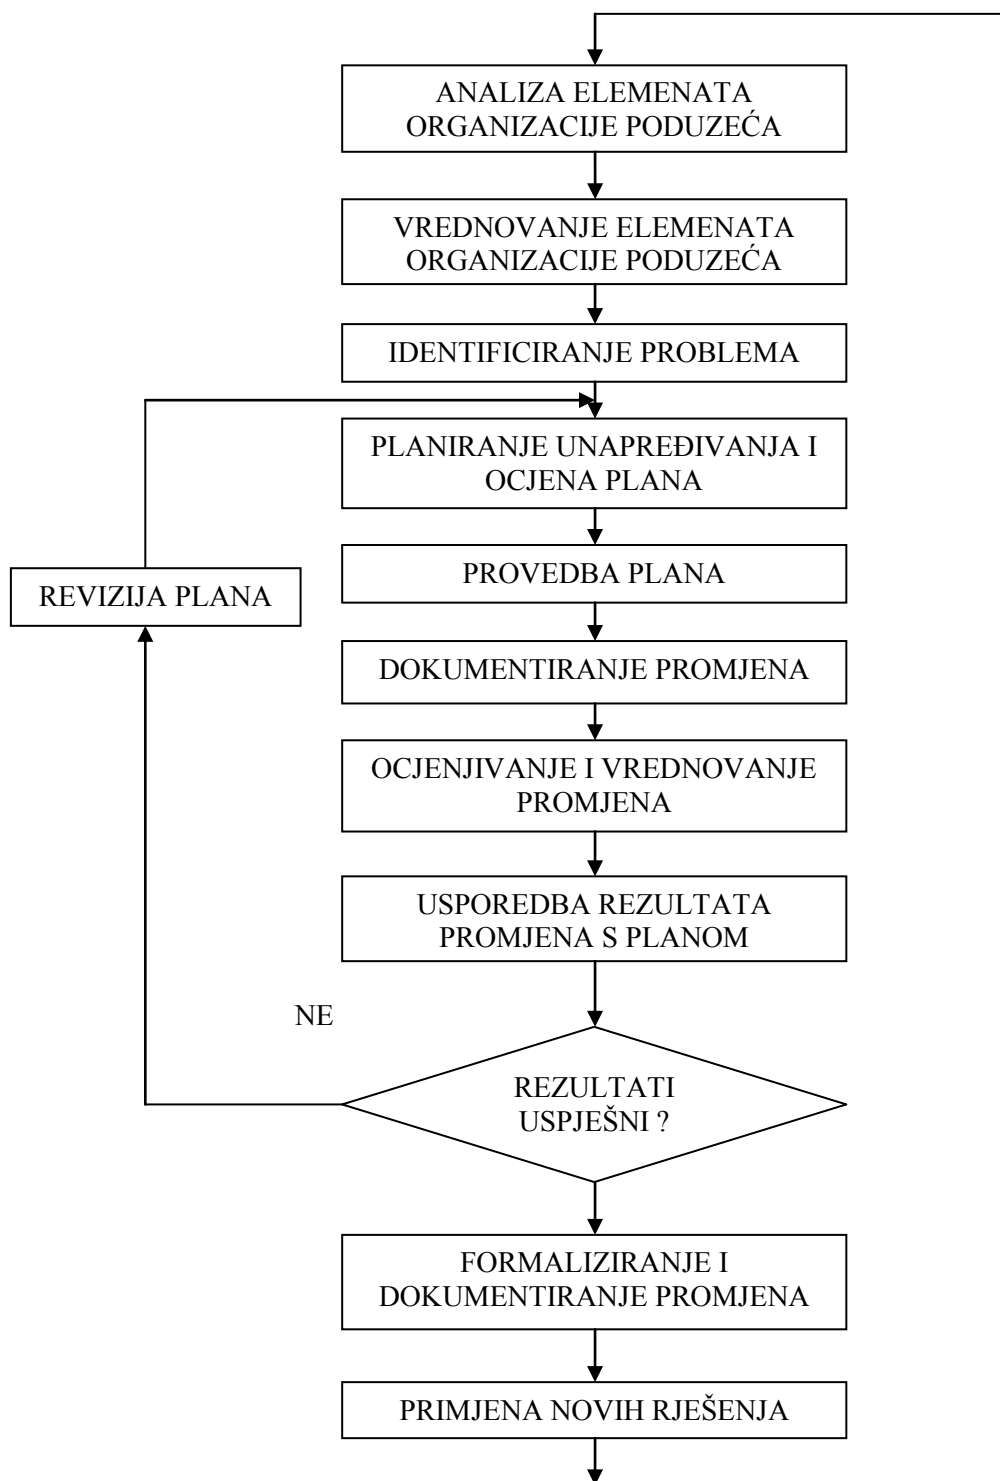 ANALIZA ELEMENATA
ORGANIZACIJE PODUZEĆA
VREDNOVANJE ELEMENATA
ORGANIZACIJE PODUZEĆA
IDENTIFICIRANJE PROBLEMA
PLANIRANJE UNAPREĐIVANJA I
OCJENA PLANA
PROVEDBA PLANA
REVIZIJA PLANA
DOKUMENTIRANJE PROMJENA
OCJENJIVANJE I VREDNOVANJE
PROMJENA
USPOREDBA REZULTATA
PROMJENA S PLANOM
NE
REZULTATI
USPJEŠNI ?
FORMALIZIRANJE I
DOKUMENTIRANJE PROMJENA
PRIMJENA NOVIH RJEŠENJA